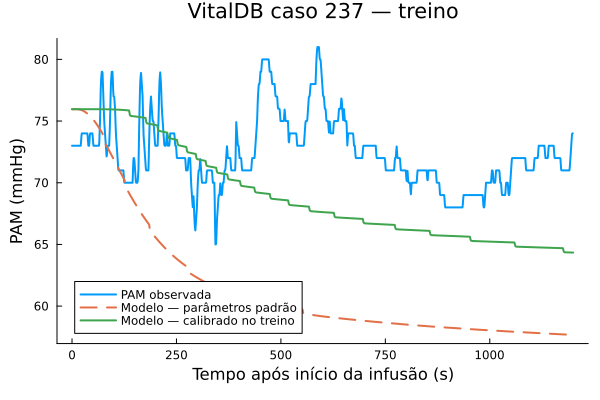 VitalDB caso 237 — treino
PAM (mmHg)
80
75
70
65
60
PAM observada
Modelo — parâmetros padrão
Modelo — calibrado no treino
0
250
500
750
1000
Tempo após início da infusão (s)